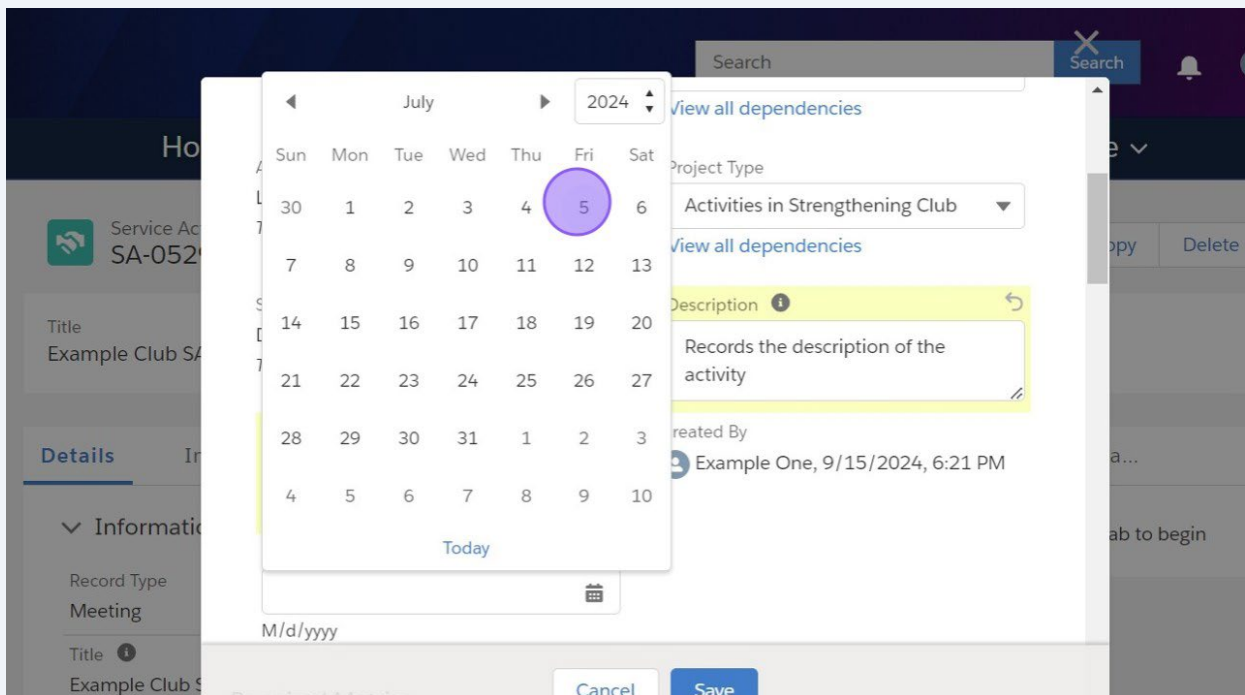 Search
Search
July 2024
View all dependencies
Sun Mon Tue Wed Thu Fri Sat
Project Type
30 1 2 3 4 5 6
Activities in Strengthening Club
Service
SA-0529
View all dependencies
Delete
7 8 9 10 11 12 13
Description
14 15 16 17 18 19 20
Title
Records the description of the
Example Club
activity
21 22 23 24 25 26 27
28 29 30 31 1 2 3
Created By
Details
Example One, 9/15/2024, 6:21 PM
4 5 6 7 8 9 10
ab to begin
Today
Record Type
Meeting
M/d/yyyy
Title
Example Club
Cancel Save